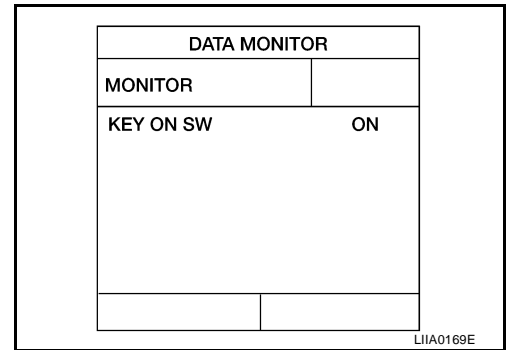 DATA MONITOR
MONITOR
KEY ON SW ON
LIIA0169E